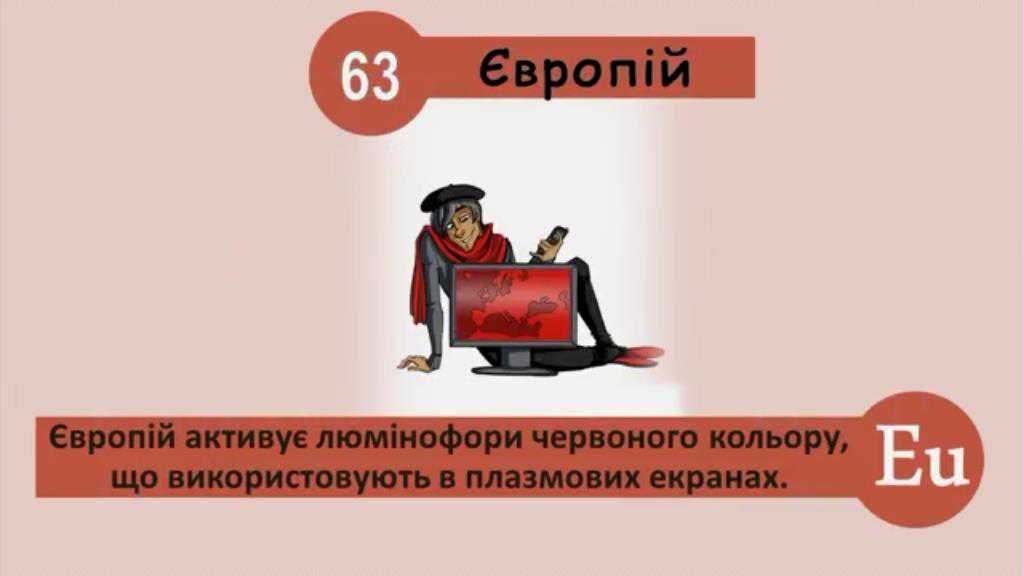 63
Європій
Європій активує люмінофори червоного кольору,
що використовують в плазмових екранах.
Eu